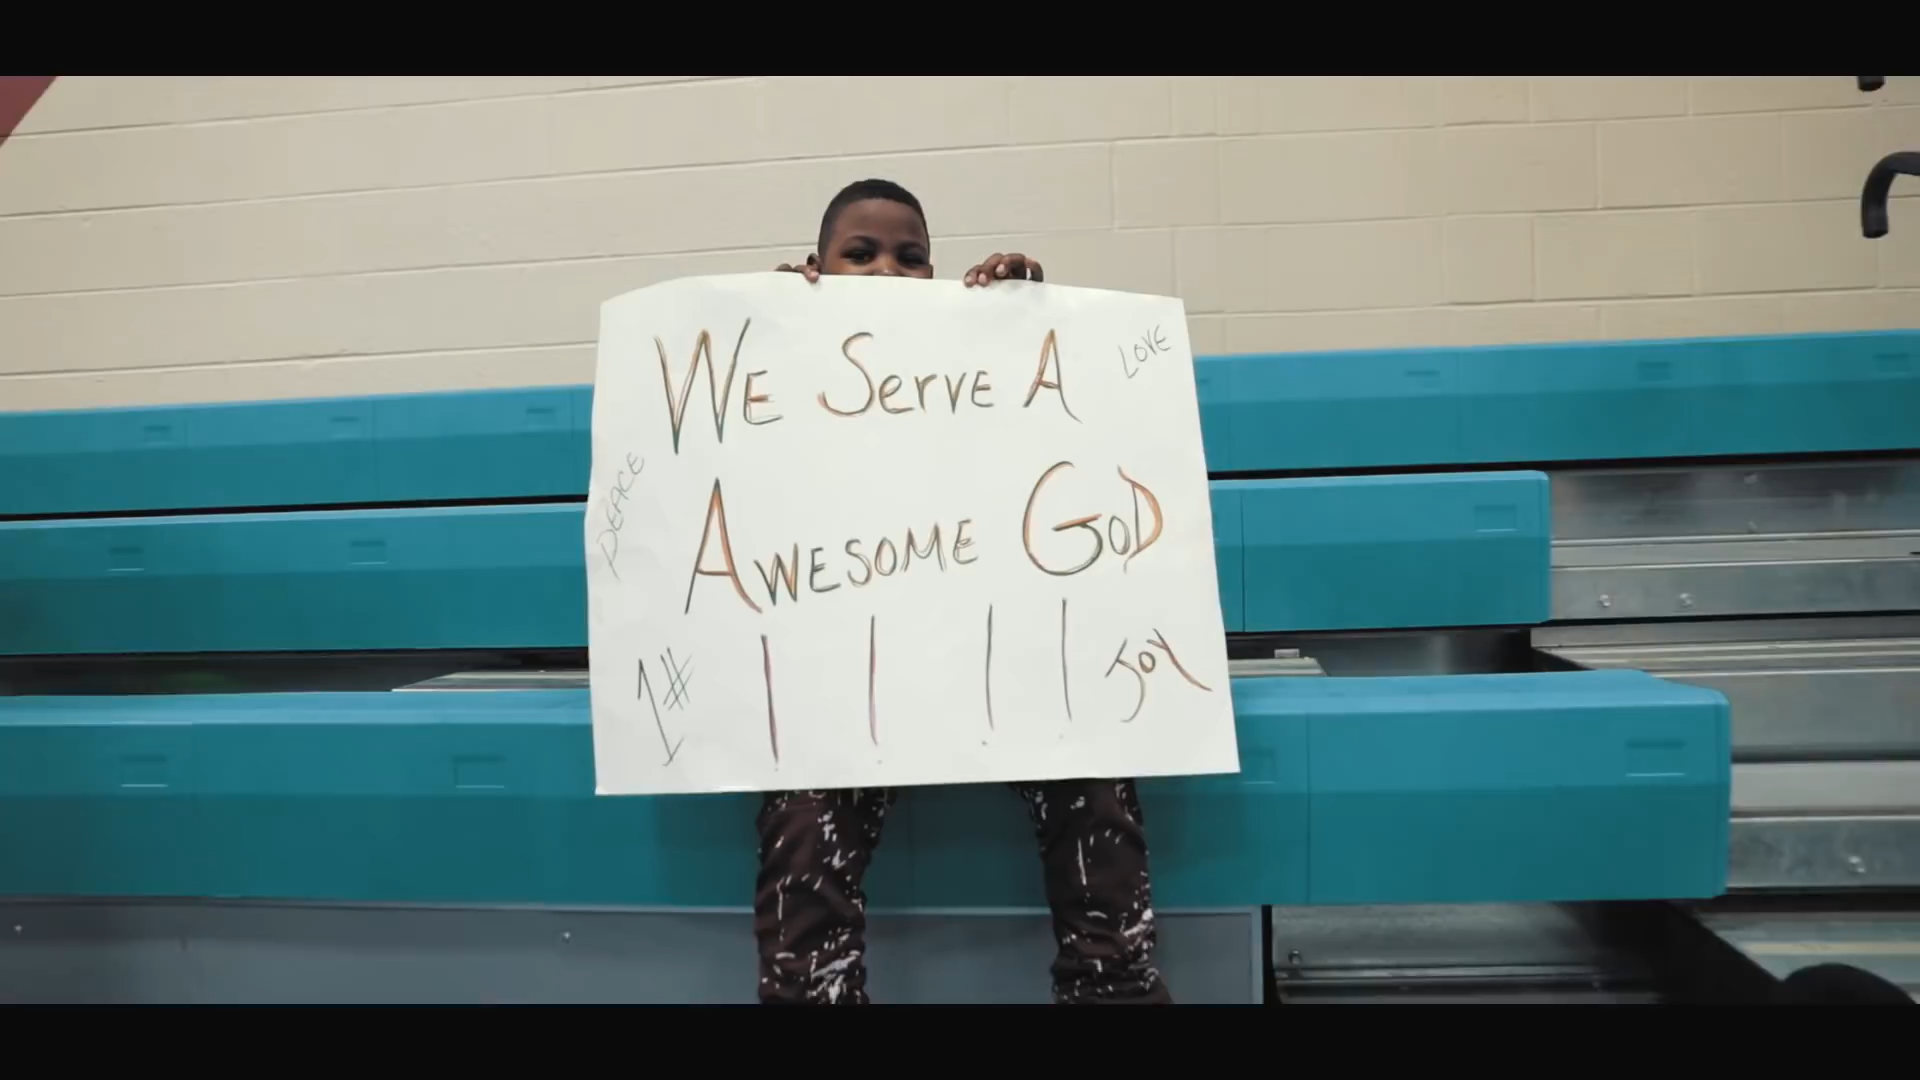 WE Serve A
LOVE
PEACE
AWESOME GOD
1# ! ! ! ! JOY